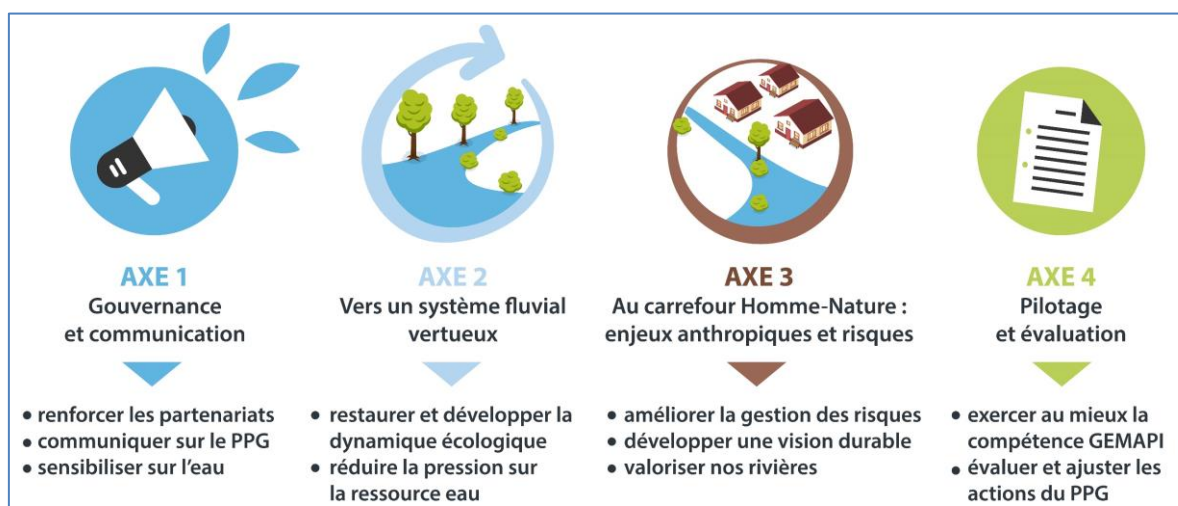 AXE 1
Gouvernance
et communication
• renforcer les partenariats
• communiquer sur le PPG
• sensibiliser sur l'eau
AXE 2
Vers un système fluvial
vertueux
• restaurer et développer la
dynamique écologique
• réduire la pression sur
la ressource eau
AXE 3
Au carrefour Homme-Nature :
enjeux anthropiques et risques
• améliorer la gestion des risques
• développer une vision durable
• valoriser nos rivières
AXE 4
Pilotage
et évaluation
• exercer au mieux la
compétence GEMAPI
• évaluer et ajuster les
actions du PPG